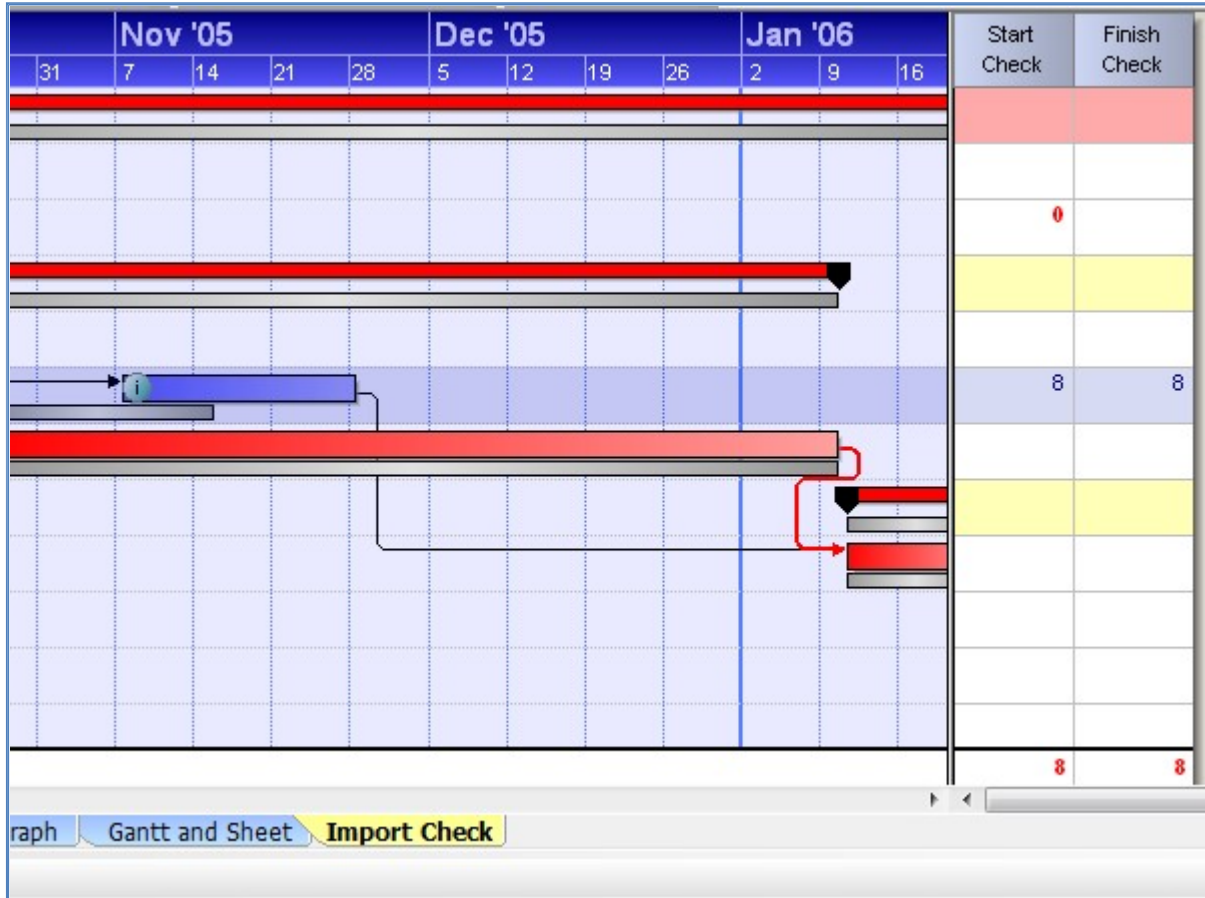 Nov '05 Dec '05 Jan '06 Start Finish
31 7 14 21 28 5 12 19 26 2 9 16 Check Check
0
i 8 8
8 8
raph Gantt and Sheet Import Check